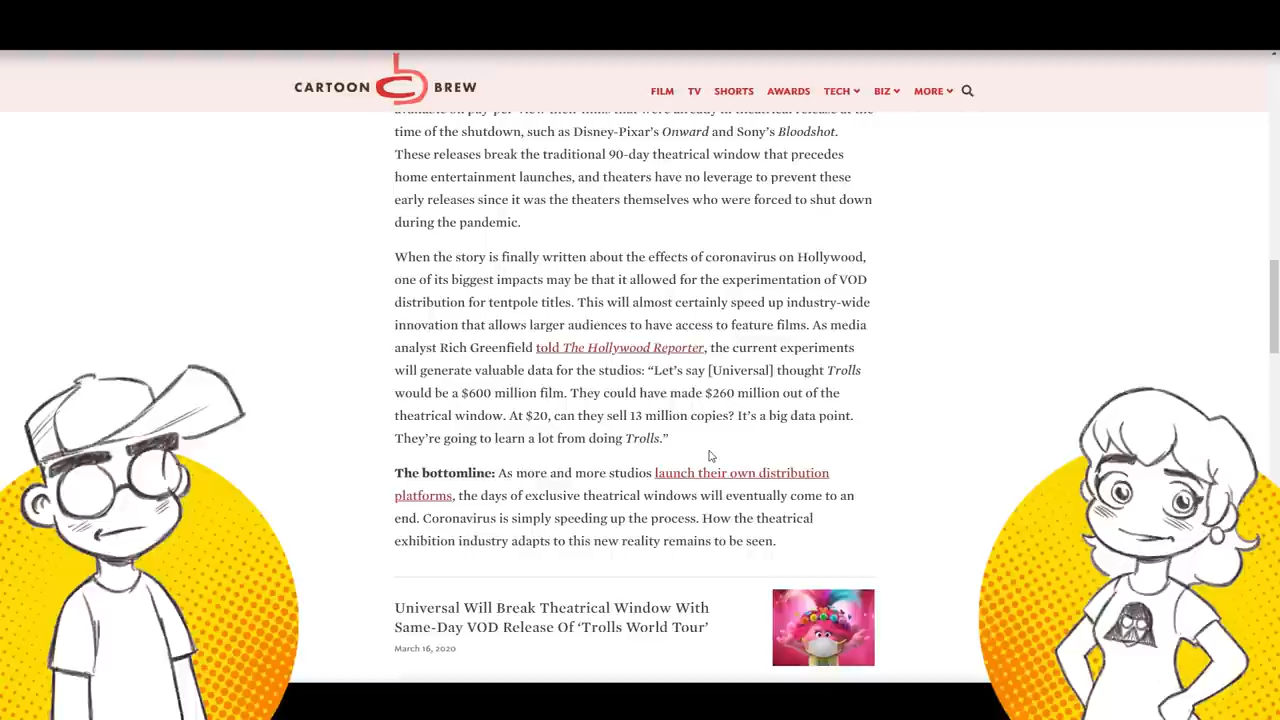 CARTOON BREW
FILM TV SHORTS AWARDS TECH BIZ MORE
available on pay-per-view their films that were already in theatrical release at the
time of the shutdown, such as Disney-Pixar’s Onward and Sony’s Bloodshot.
These releases break the traditional 90-day theatrical window that precedes
home entertainment launches, and theaters have no leverage to prevent these
early releases since it was the theaters themselves who were forced to shut down
during the pandemic.
When the story is finally written about the effects of coronavirus on Hollywood,
one of its biggest impacts may be that it allowed for the experimentation of VOD
distribution for tentpole titles. This will almost certainly speed up industry-wide
innovation that allows larger audiences to have access to feature films. As media
analyst Rich Greenfield told The Hollywood Reporter, the current experiments
will generate valuable data for the studios: “Let’s say [Universal] thought Trolls
would be a $600 million film. They could have made $260 million out of the
theatrical window. At $20, can they sell 13 million copies? It’s a big data point.
They’re going to learn a lot from doing Trolls.”
The bottomline: As more and more studios launch their own distribution
platforms, the days of exclusive theatrical windows will eventually come to an
end. Coronavirus is simply speeding up the process. How the theatrical
exhibition industry adapts to this new reality remains to be seen.
Universal Will Break Theatrical Window With
Same-Day VOD Release Of ‘Trolls World Tour’
March 16, 2020